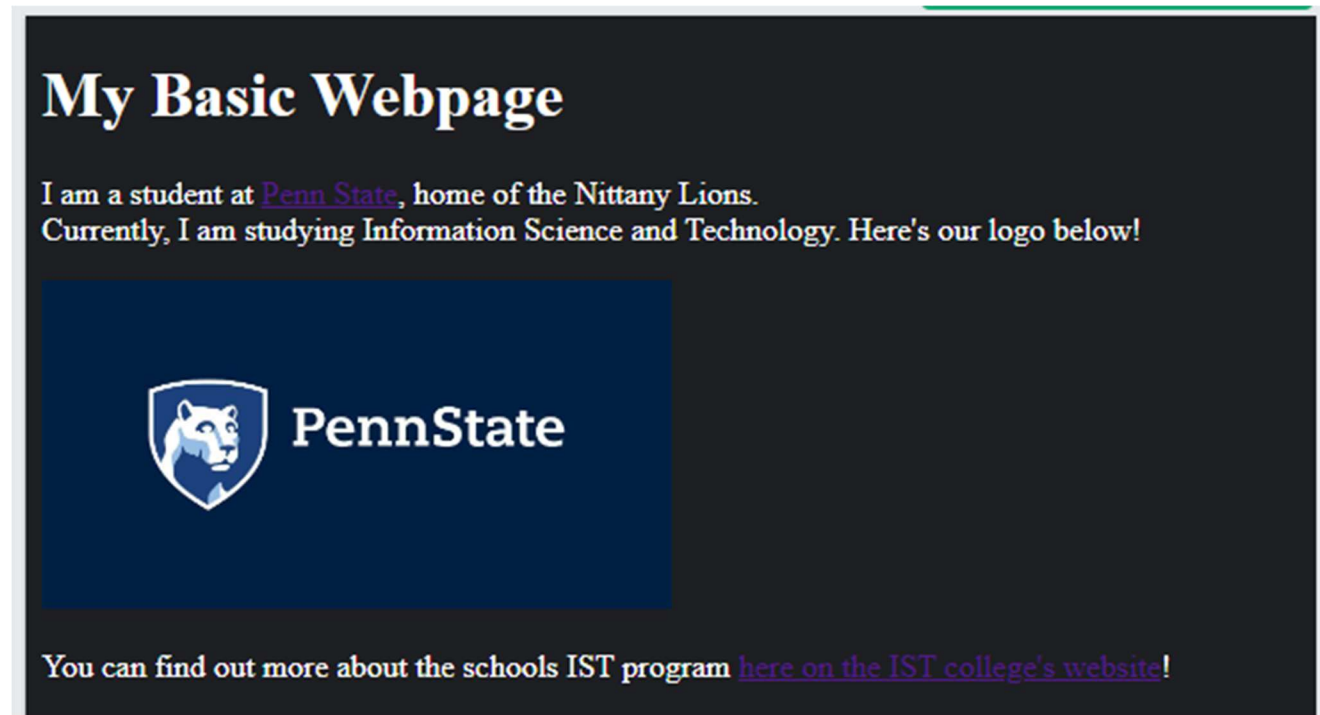 My Basic Webpage
I am a student at Penn State, home of the Nittany Lions.
Currently, I am studying Information Science and Technology. Here's our logo below!
PennState
You can find out more about the schools IST program here on the IST college's website!